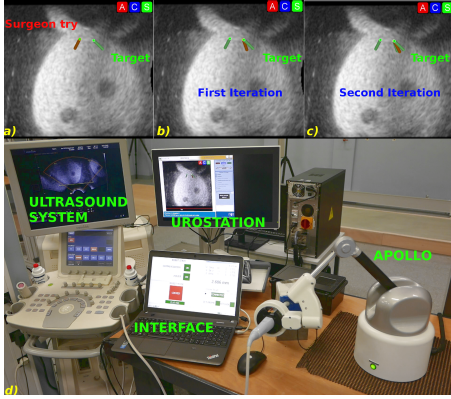 A C S
A C S
A C S
Surgeon try
Target
Target
Target
First Iteration
Second Iteration
a)
b)
c)
ULTRASOUND
SYSTEM
UROSTATION
APOLLO
INTERFACE
d)